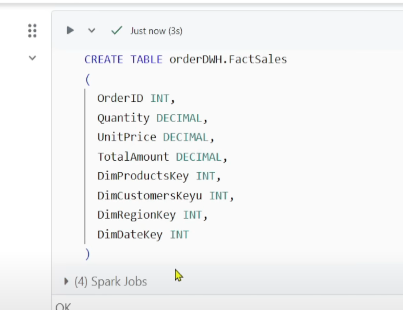 Just now (3s)
CREATE TABLE orderDWH.FactSales
(
OrderID INT,
Quantity DECIMAL,
UnitPrice DECIMAL,
TotalAmount DECIMAL,
DimProductsKey INT,
DimCustomersKeyu INT,
DimRegionKey INT,
DimDateKey INT
)
(4) Spark Jobs
OK